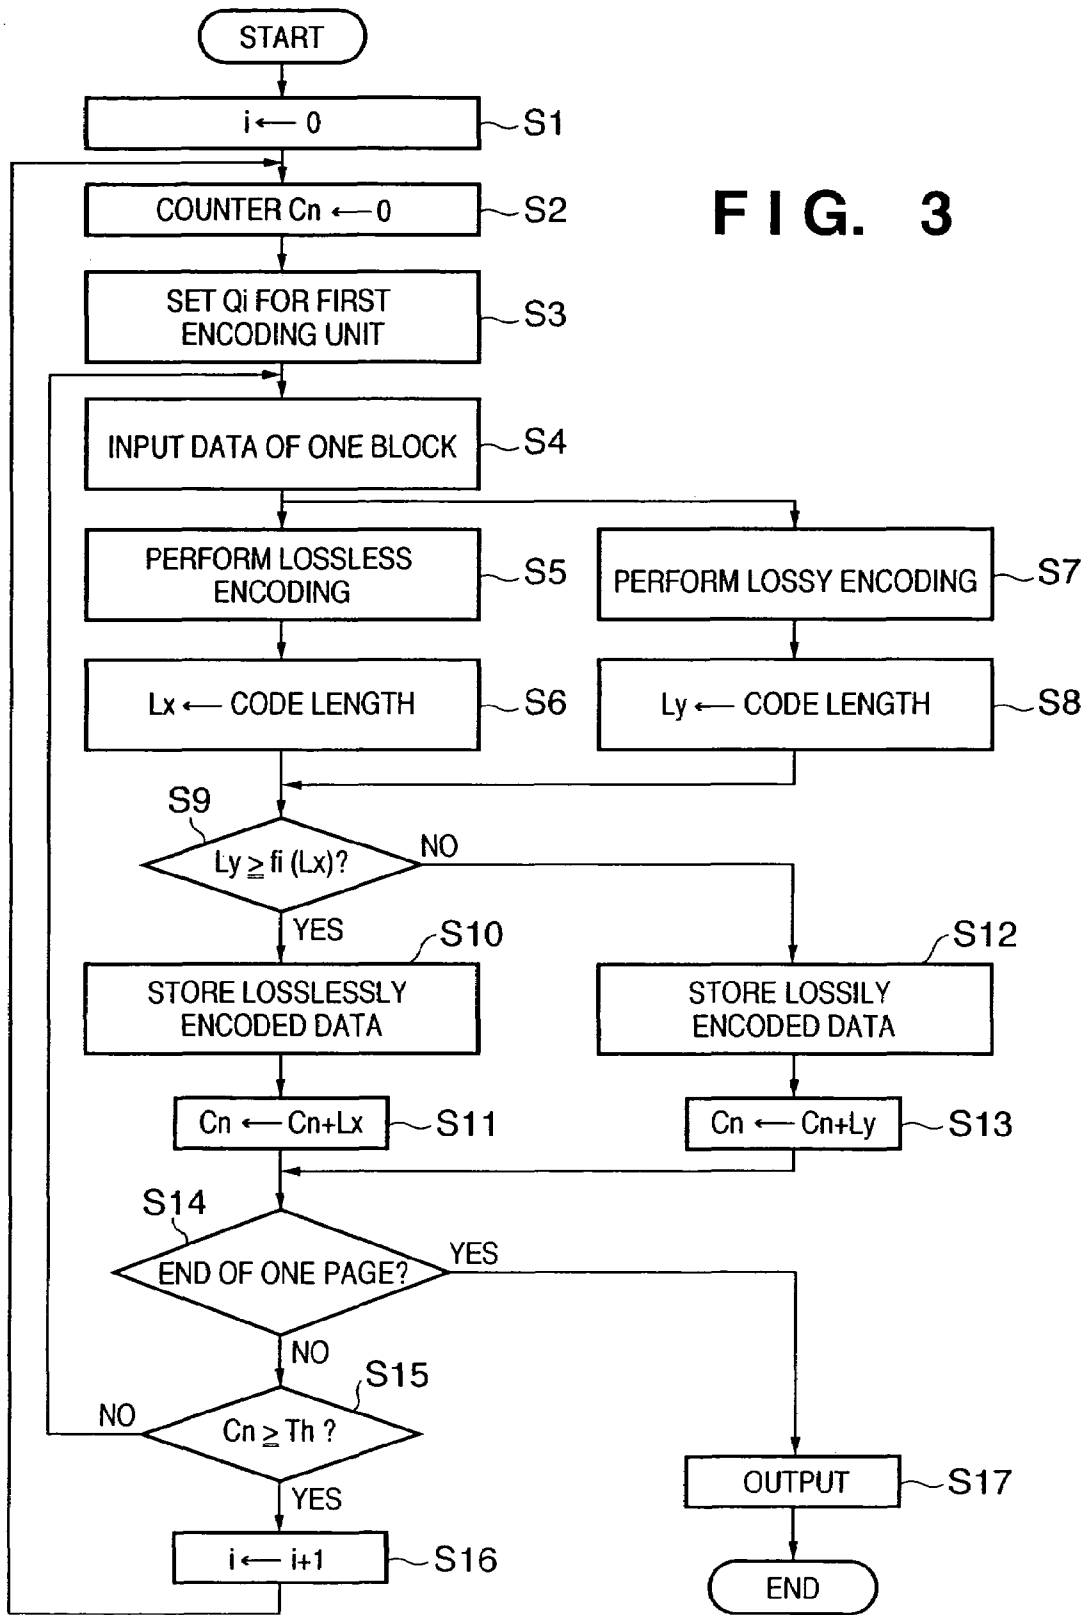 START
i ← 0
S1
COUNTER Cn ← 0
S2
FIG. 3
SET Qi FOR FIRST
ENCODING UNIT
S3
INPUT DATA OF ONE BLOCK
S4
PERFORM LOSSLESS
ENCODING
S5
PERFORM LOSSY ENCODING
S7
Lx ← CODE LENGTH
S6
Ly ← CODE LENGTH
S8
S9
Ly ≧ fi (Lx)?
NO
YES
S10
S12
STORE LOSSLESSLY
ENCODED DATA
STORE LOSSILY
ENCODED DATA
Cn ← Cn+Lx
S11
Cn ← Cn+Ly
S13
S14
END OF ONE PAGE?
YES
NO
S15
Cn ≧ Th ?
NO
YES
OUTPUT
S17
i ← i+1
S16
END